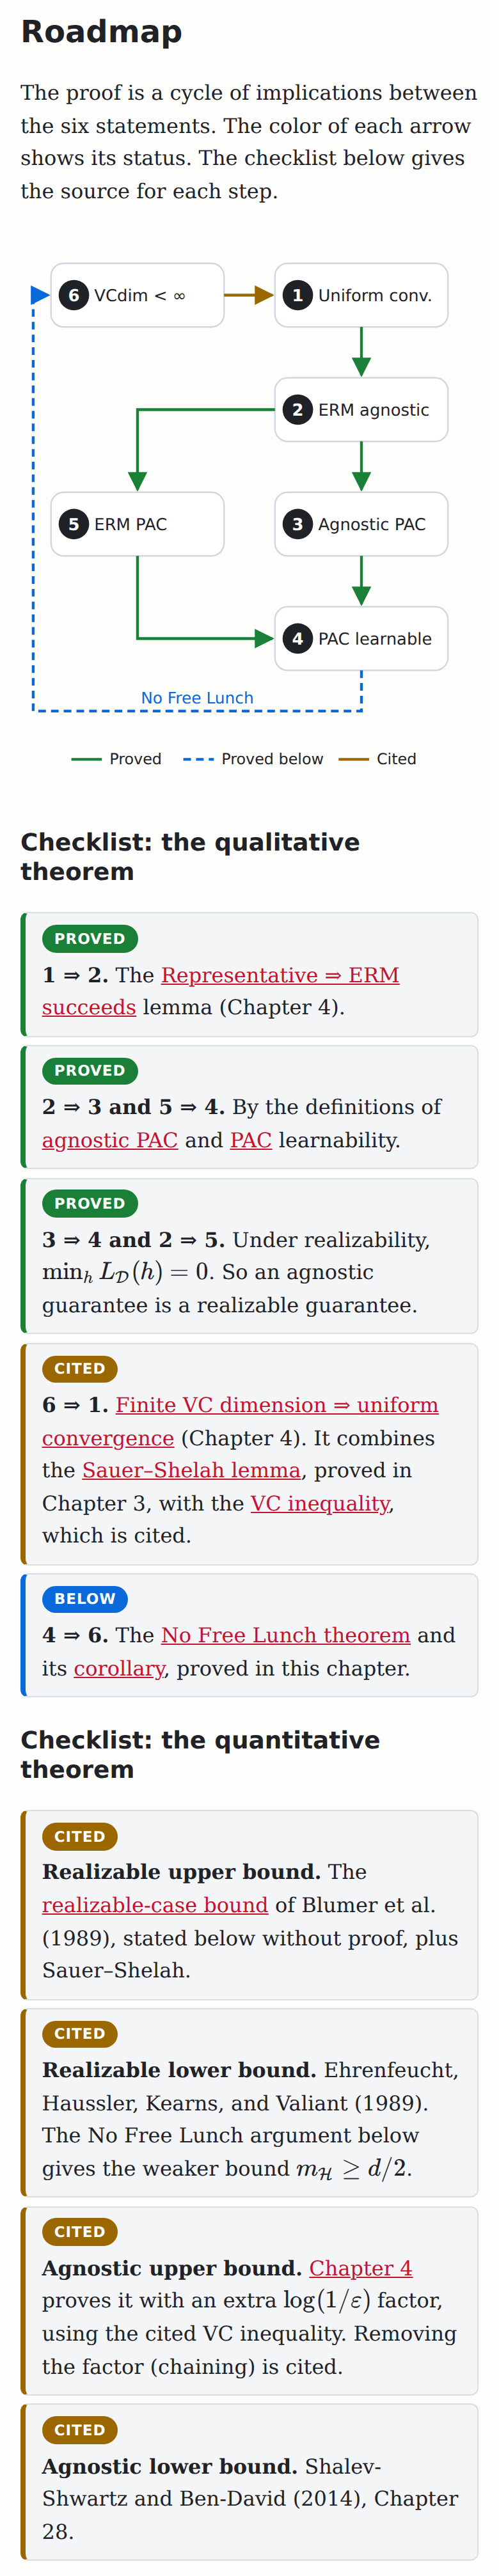 Roadmap
The proof is a cycle of implications between
the six statements. The color of each arrow
shows its status. The checklist below gives
the source for each step.
6 VCdim < ∞
1 Uniform conv.
2 ERM agnostic
5 ERM PAC
3 Agnostic PAC
4 PAC learnable
No Free Lunch
Proved Proved below Cited
Checklist: the qualitative
theorem
PROVED
1 ⇒ 2. The Representative ⇒ ERM
succeeds lemma (Chapter 4).
PROVED
2 ⇒ 3 and 5 ⇒ 4. By the definitions of
agnostic PAC and PAC learnability.
PROVED
3 ⇒ 4 and 2 ⇒ 5. Under realizability,
min_h L_𝒟(h) = 0. So an agnostic
guarantee is a realizable guarantee.
CITED
6 ⇒ 1. Finite VC dimension ⇒ uniform
convergence (Chapter 4). It combines
the Sauer–Shelah lemma, proved in
Chapter 3, with the VC inequality,
which is cited.
BELOW
4 ⇒ 6. The No Free Lunch theorem and
its corollary, proved in this chapter.
Checklist: the quantitative
theorem
CITED
Realizable upper bound. The
realizable-case bound of Blumer et al.
(1989), stated below without proof, plus
Sauer–Shelah.
CITED
Realizable lower bound. Ehrenfeucht,
Haussler, Kearns, and Valiant (1989).
The No Free Lunch argument below
gives the weaker bound m_ℋ ≥ d/2.
CITED
Agnostic upper bound. Chapter 4
proves it with an extra log(1/ε) factor,
using the cited VC inequality. Removing
the factor (chaining) is cited.
CITED
Agnostic lower bound. Shalev-
Shwartz and Ben-David (2014), Chapter
28.